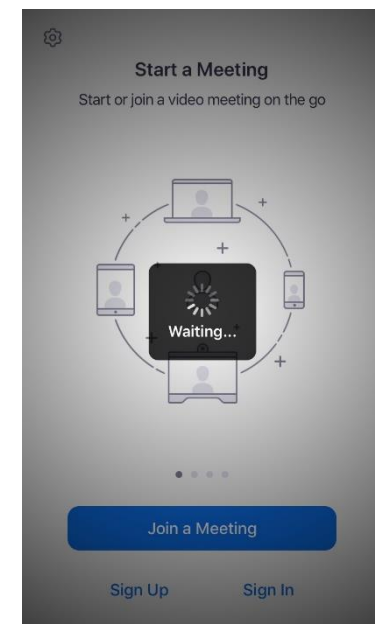 Start a Meeting
Start or join a video meeting on the go
Waiting...
Join a Meeting
Sign Up
Sign In